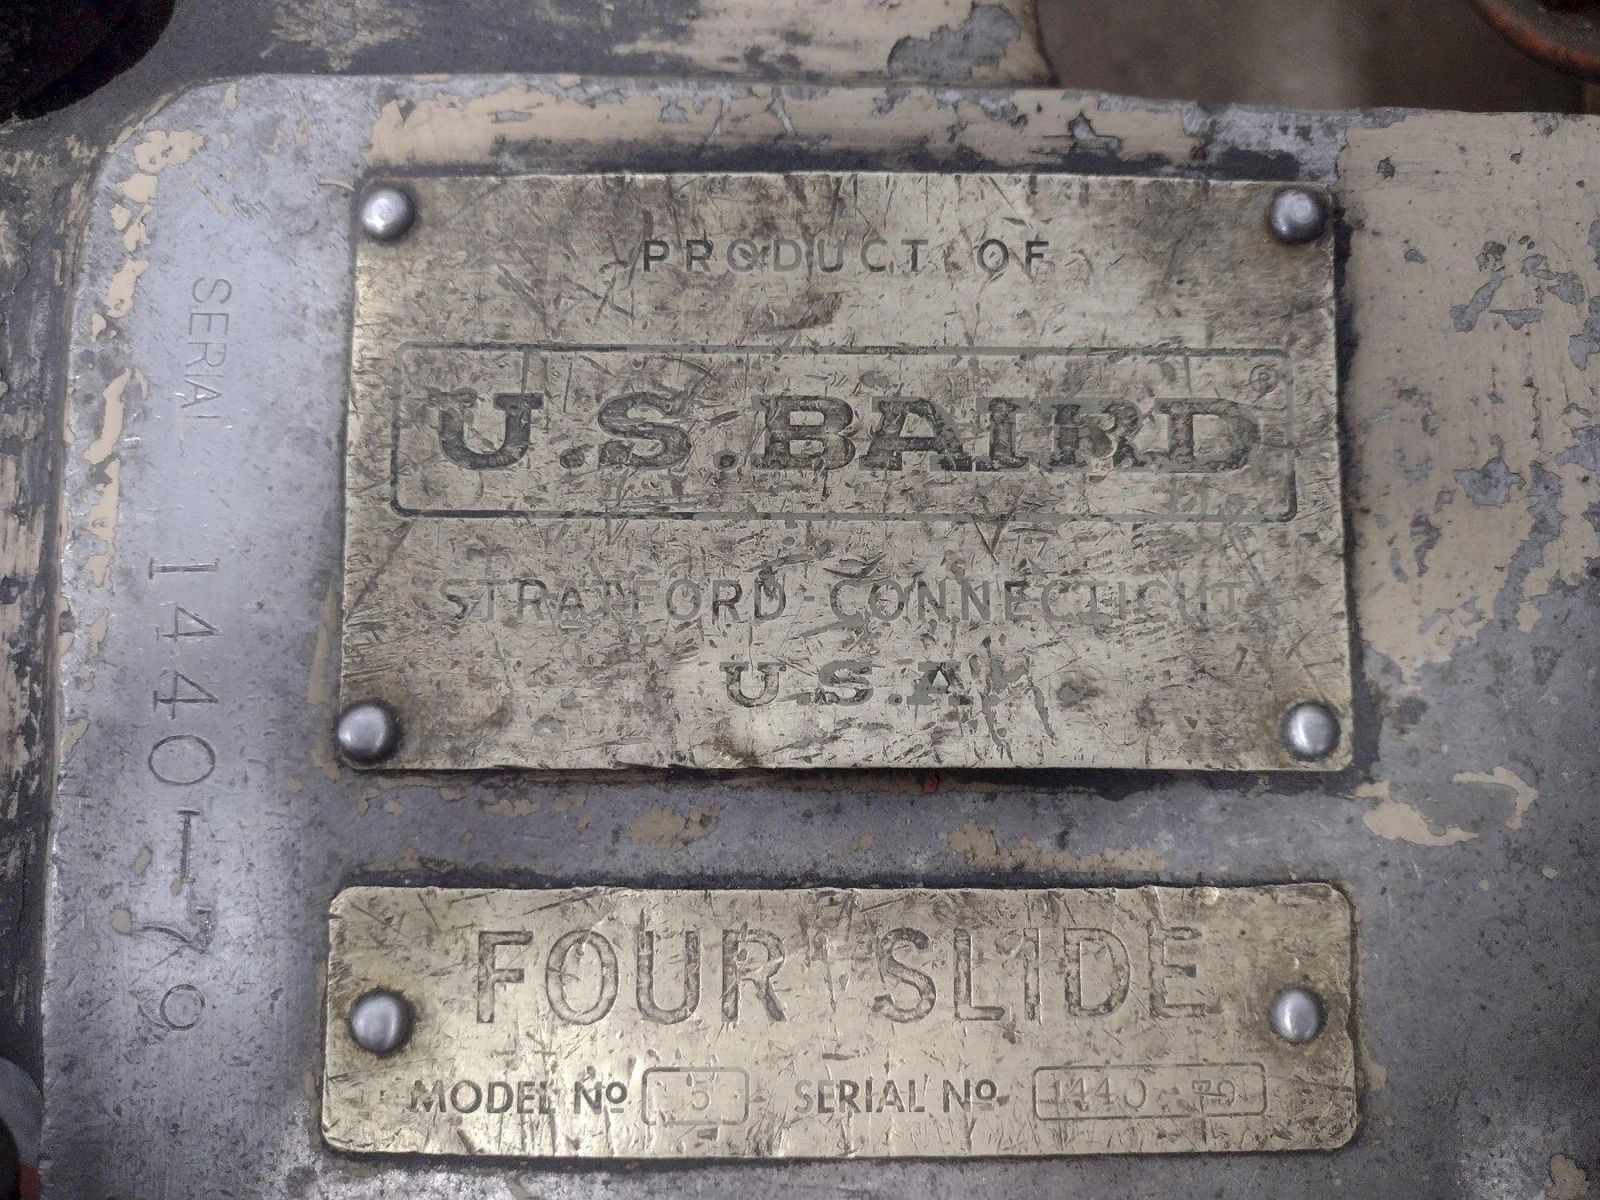 PRODUCT OF
U.S.BAIRD®
STRATFORD-CONNECTICUT
U.S.A.
FOUR SLIDE
MODEL Nº 5 SERIAL Nº 1440-79
SERIAL 1440-79